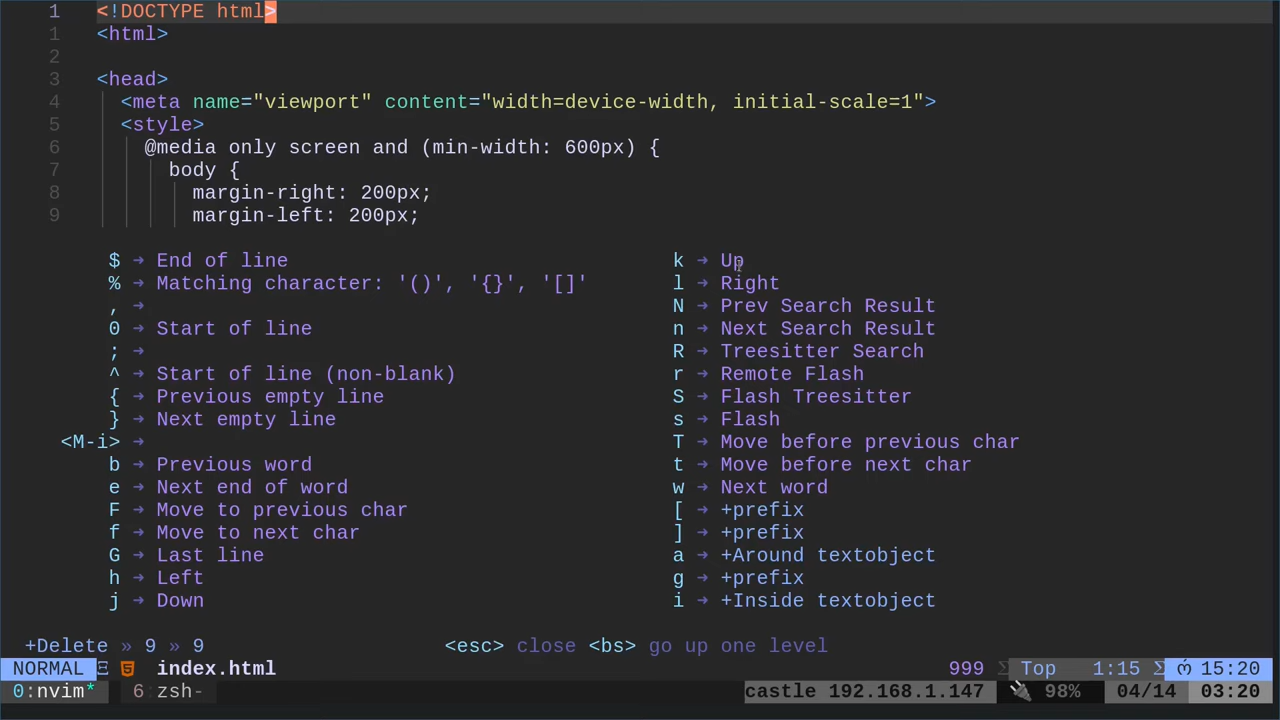 1 <!DOCTYPE html>
1 <html>
2
3 <head>
4 <meta name="viewport" content="width=device-width, initial-scale=1">
5 <style>
6 @media only screen and (min-width: 600px) {
7 body {
8 margin-right: 200px;
9 margin-left: 200px;
$ → End of line
% → Matching character: '()', '{}', '[]'
, →
0 → Start of line
; →
^ → Start of line (non-blank)
{ → Previous empty line
} → Next empty line
<M-i> →
b → Previous word
e → Next end of word
F → Move to previous char
f → Move to next char
G → Last line
h → Left
j → Down
k → Up
l → Right
N → Prev Search Result
n → Next Search Result
R → Treesitter Search
r → Remote Flash
S → Flash Treesitter
s → Flash
T → Move before previous char
t → Move before next char
w → Next word
[ → +prefix
] → +prefix
a → +Around textobject
g → +prefix
i → +Inside textobject
+Delete » 9 » 9 <esc> close <bs> go up one level
NORMAL index.html 999 Top 1:15 15:20
0:nvim* 6 zsh- castle 192.168.1.147 98% 04/14 03:20